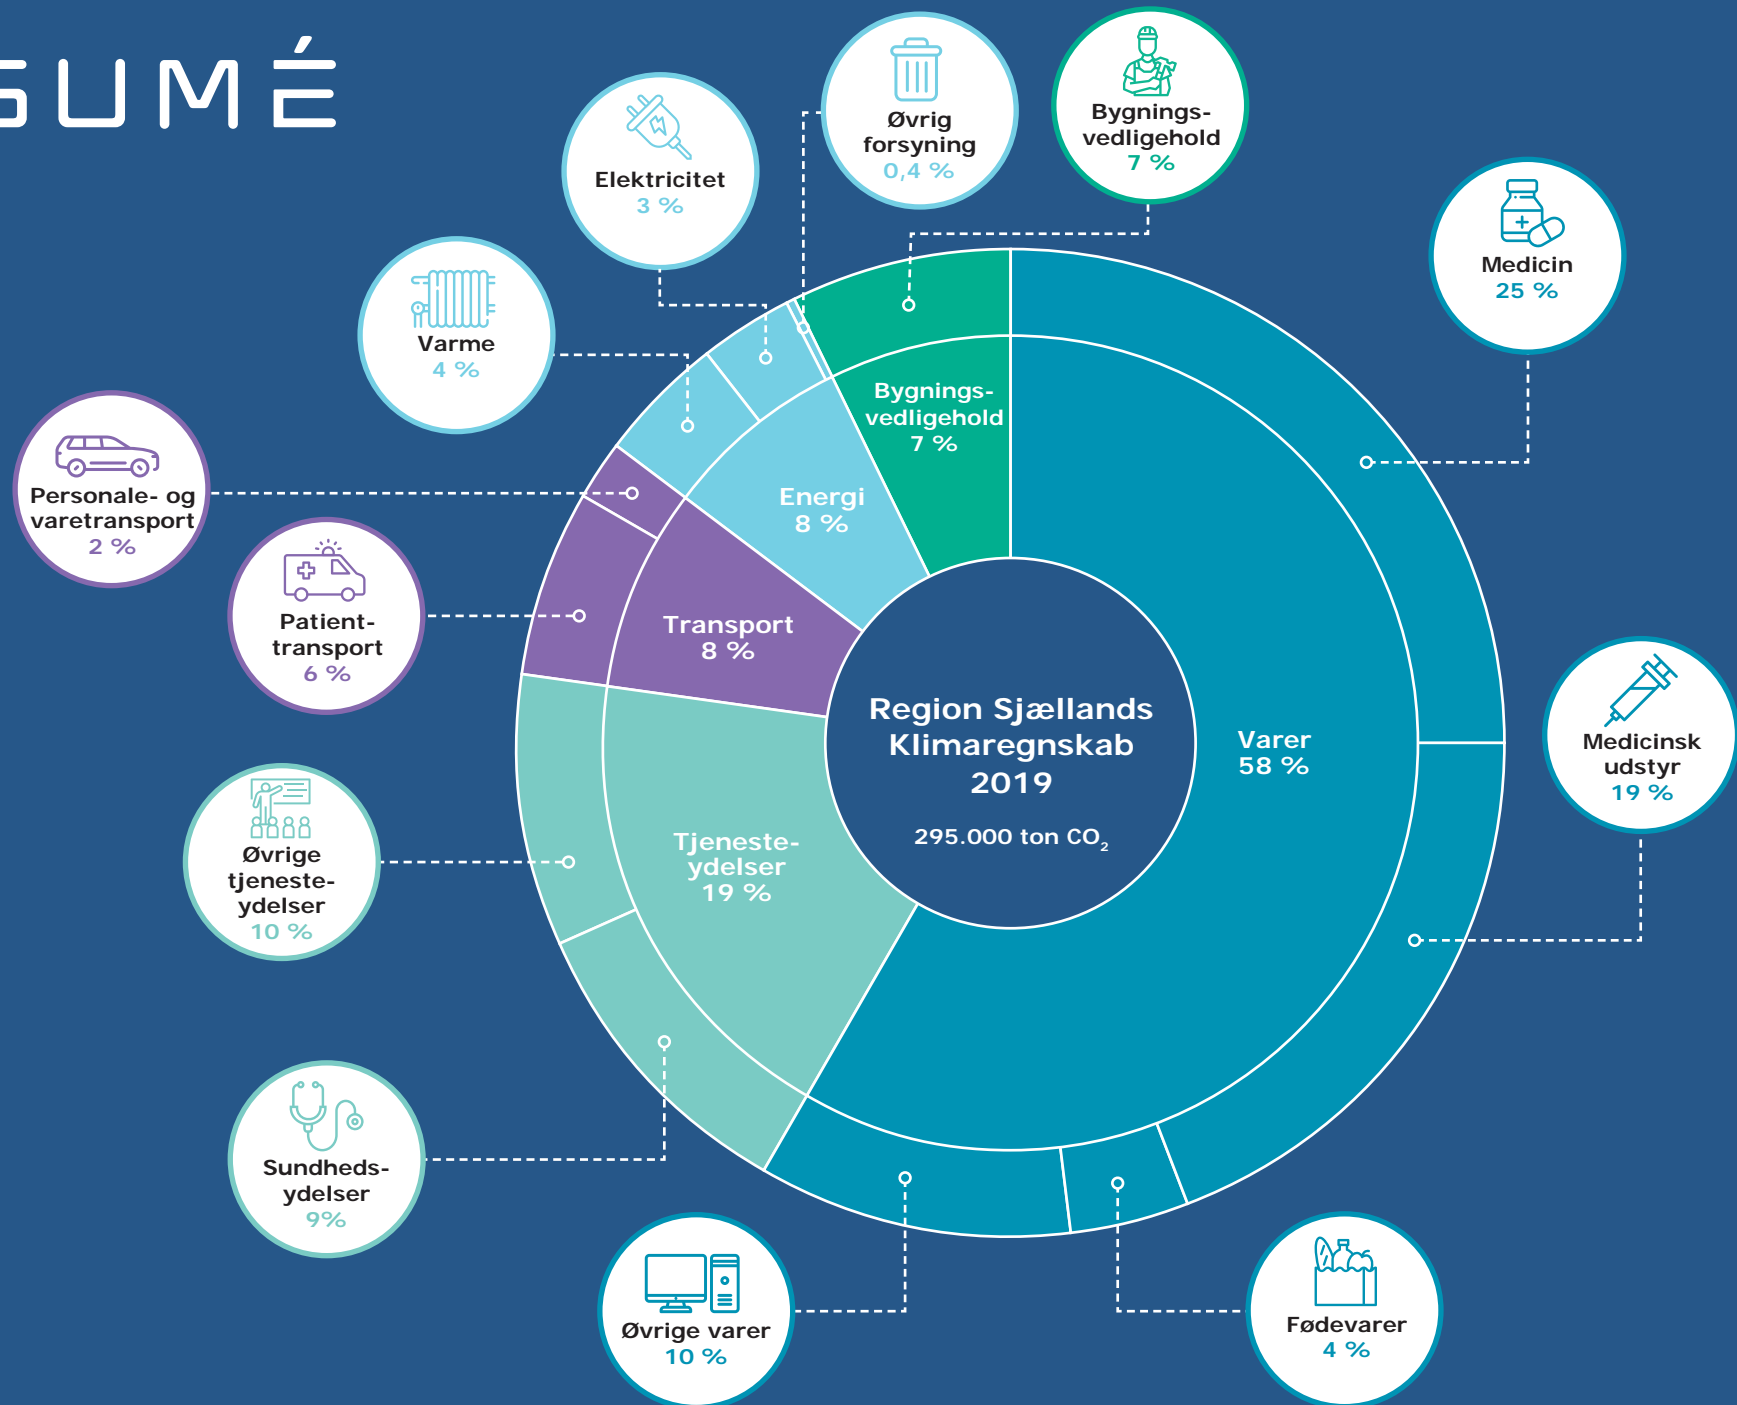 SUMÉ
Øvrig
forsyning
0,4 %
Bygnings-
vedligehold
7 %
Elektricitet
3 %
Medicin
25 %
Varme
4 %
Personale- og
varetransport
2 %
Patient-
transport
6 %
Bygnings-
vedligehold
7 %
Energi
8 %
Transport
8 %
Region Sjællands
Klimaregnskab
2019
295.000 ton CO₂
Varer
58 %
Medicinsk
udstyr
19 %
Tjeneste-
ydelser
19 %
Øvrige
tjeneste-
ydelser
10 %
Sundheds-
ydelser
9%
Øvrige varer
10 %
Fødevarer
4 %